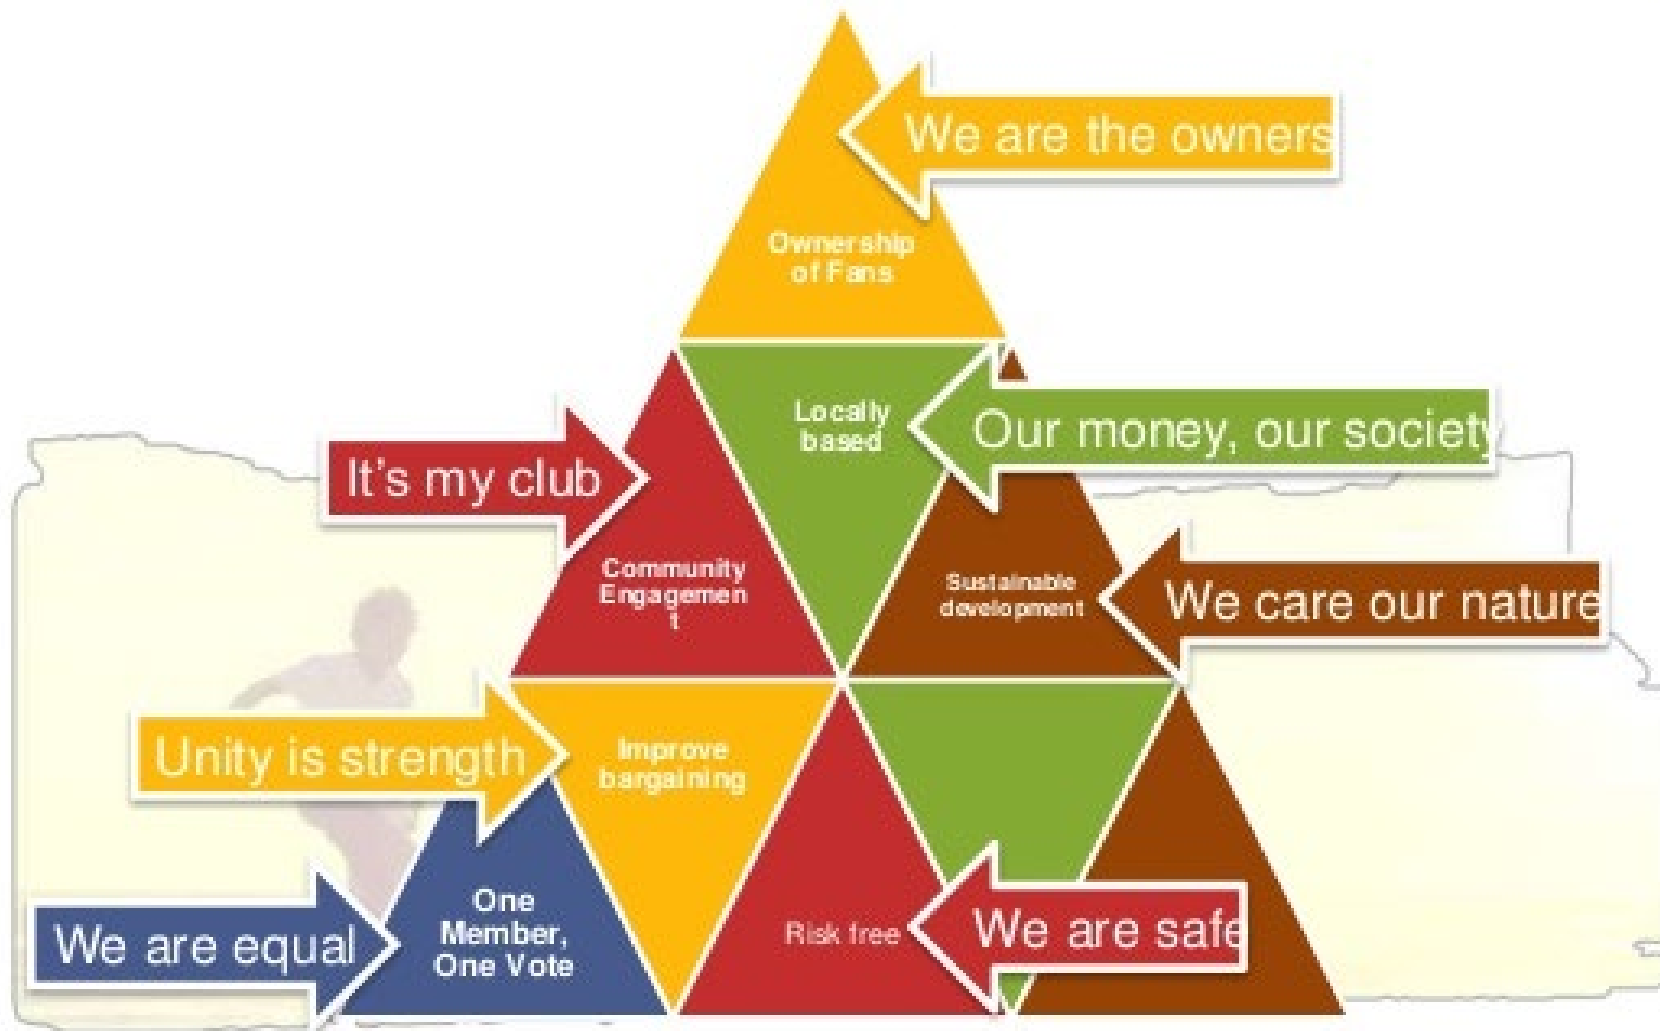 We are the owners
Ownership
of Fans
Locally
based
Our money, our society
It's my club
Community
Engagemen
t
Sustainable
development
We care our nature
Unity is strength
Improve
bargaining
One
Member,
One Vote
We are equal
Risk free
We are safe